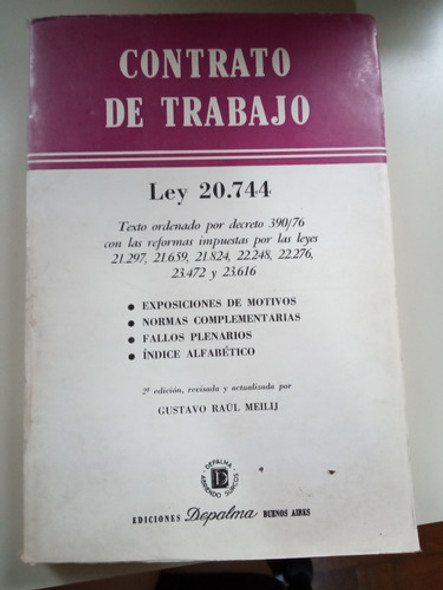 CONTRATO
DE TRABAJO
Ley 20.744
Texto ordenado por decreto 390/76
con las reformas impuestas por las leyes
21.297, 21.659, 21.824, 22.248, 22.276,
23.472 y 23.616
• EXPOSICIONES DE MOTIVOS
• NORMAS COMPLEMENTARIAS
• FALLOS PLENARIOS
• ÍNDICE ALFABÉTICO
2ª edición, revisada y actualizada por
GUSTAVO RAÚL MEILIJ
DEPALMA
D
ABRIENDO SURCOS
EDICIONES Depalma BUENOS AIRES